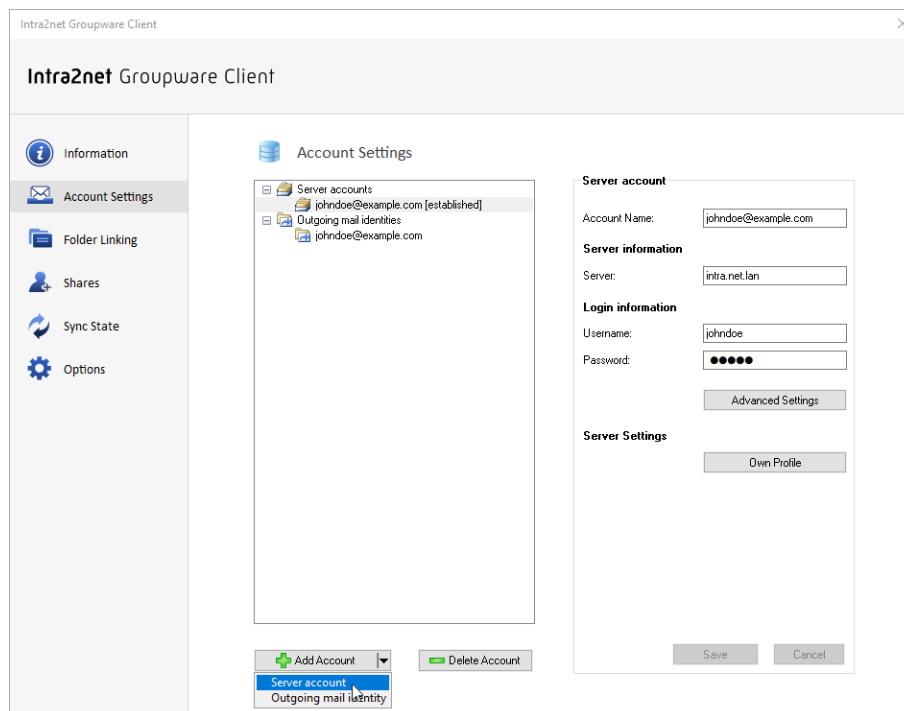 Intra2net Groupware Client
Intra2net Groupware Client
Information
Account Settings
Folder Linking
Shares
Sync State
Options
Account Settings
Server accounts
johndoe@example.com [established]
Outgoing mail identities
johndoe@example.com
Add Account
Delete Account
Server account
Outgoing mail identity
Server account
Account Name: johndoe@example.com
Server information
Server: intra.net.lan
Login information
Username: johndoe
Password: ●●●●●
Advanced Settings
Server Settings
Own Profile
Save Cancel